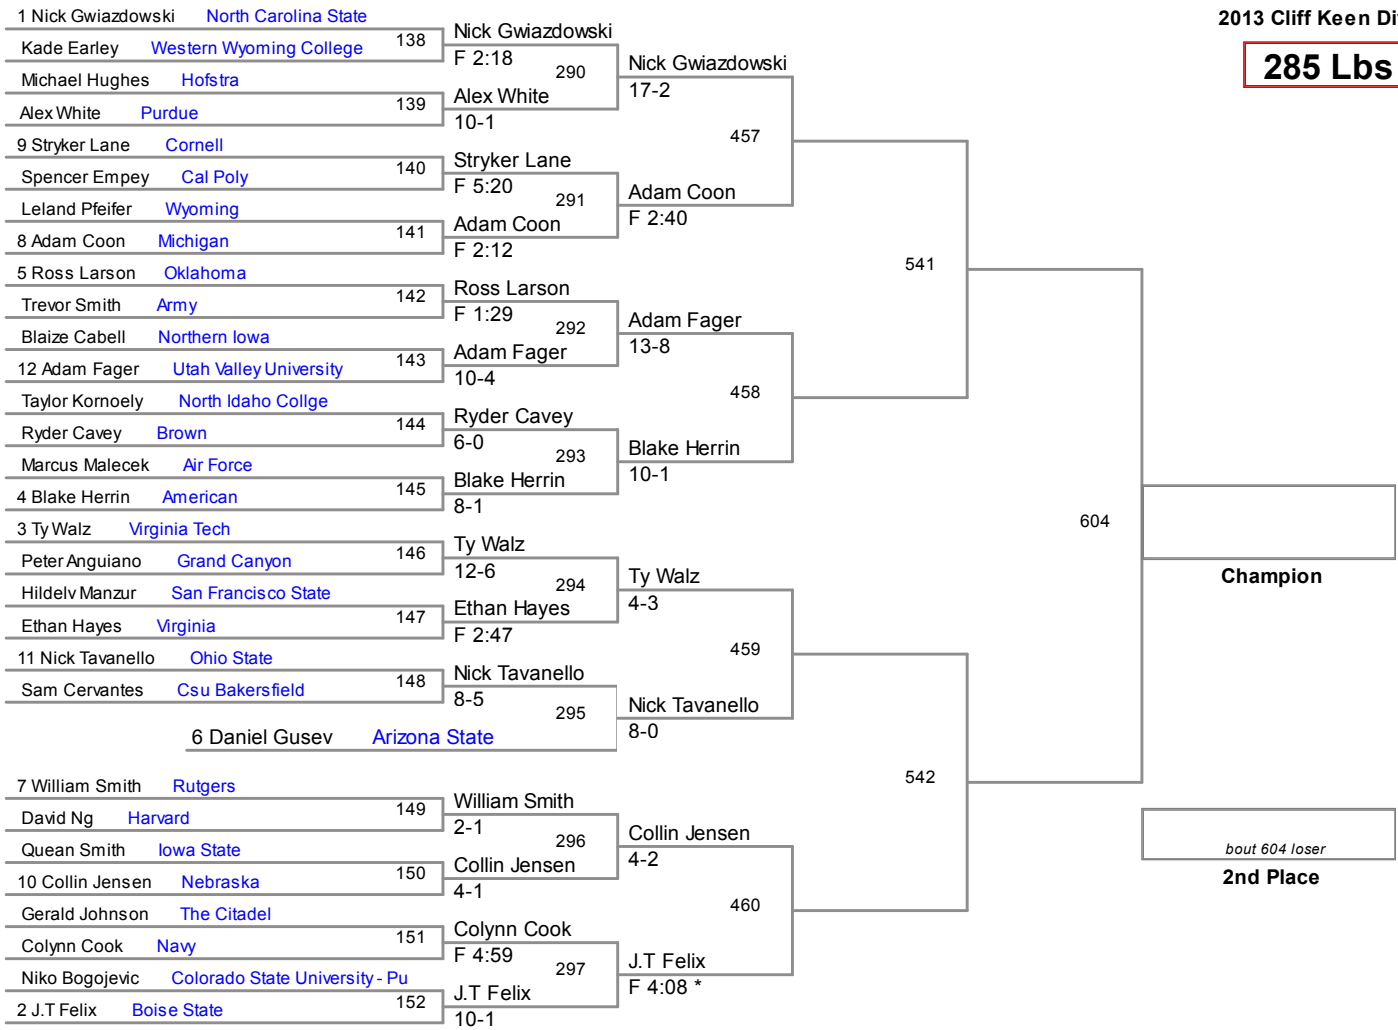 2013 Cliff Keen Di
285 Lbs
1 Nick Gwiazdowski North Carolina State
Kade Earley Western Wyoming College
Michael Hughes Hofstra
Alex White Purdue
9 Stryker Lane Cornell
Spencer Empey Cal Poly
Leland Pfeifer Wyoming
8 Adam Coon Michigan
5 Ross Larson Oklahoma
Trevor Smith Army
Blaize Cabell Northern Iowa
12 Adam Fager Utah Valley University
Taylor Kornoely North Idaho Collge
Ryder Cavey Brown
Marcus Malecek Air Force
4 Blake Herrin American
3 Ty Walz Virginia Tech
Peter Anguiano Grand Canyon
Hildelv Manzur San Francisco State
Ethan Hayes Virginia
11 Nick Tavanello Ohio State
Sam Cervantes Csu Bakersfield
6 Daniel Gusev Arizona State
7 William Smith Rutgers
David Ng Harvard
Quean Smith Iowa State
10 Collin Jensen Nebraska
Gerald Johnson The Citadel
Colynn Cook Navy
Niko Bogojevic Colorado State University - Pu
2 J.T Felix Boise State
138
139
140
141
142
143
144
145
146
147
148
149
150
151
152
Nick Gwiazdowski
F 2:18
290
Alex White
10-1
Stryker Lane
F 5:20
291
Adam Coon
F 2:12
Ross Larson
F 1:29
292
Adam Fager
10-4
Ryder Cavey
6-0
293
Blake Herrin
8-1
Ty Walz
12-6
294
Ethan Hayes
F 2:47
Nick Tavanello
8-5
295
William Smith
2-1
296
Collin Jensen
4-1
Colynn Cook
F 4:59
297
J.T Felix
10-1
Nick Gwiazdowski
17-2
457
Adam Coon
F 2:40
Adam Fager
13-8
458
Blake Herrin
10-1
Ty Walz
4-3
459
Nick Tavanello
8-0
Collin Jensen
4-2
460
J.T Felix
F 4:08 *
541
542
604
Champion
bout 604 loser
2nd Place